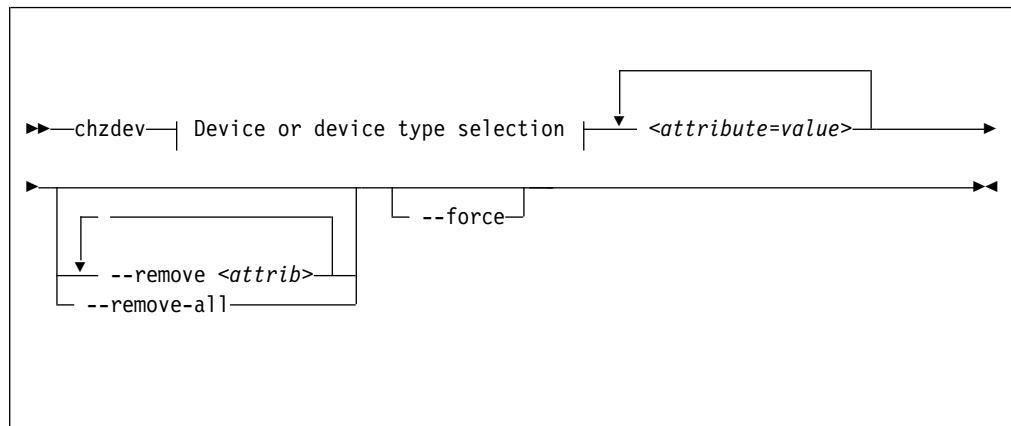 chzdev Device or device type selection <attribute=value>
--force
--remove <attrib>
--remove-all